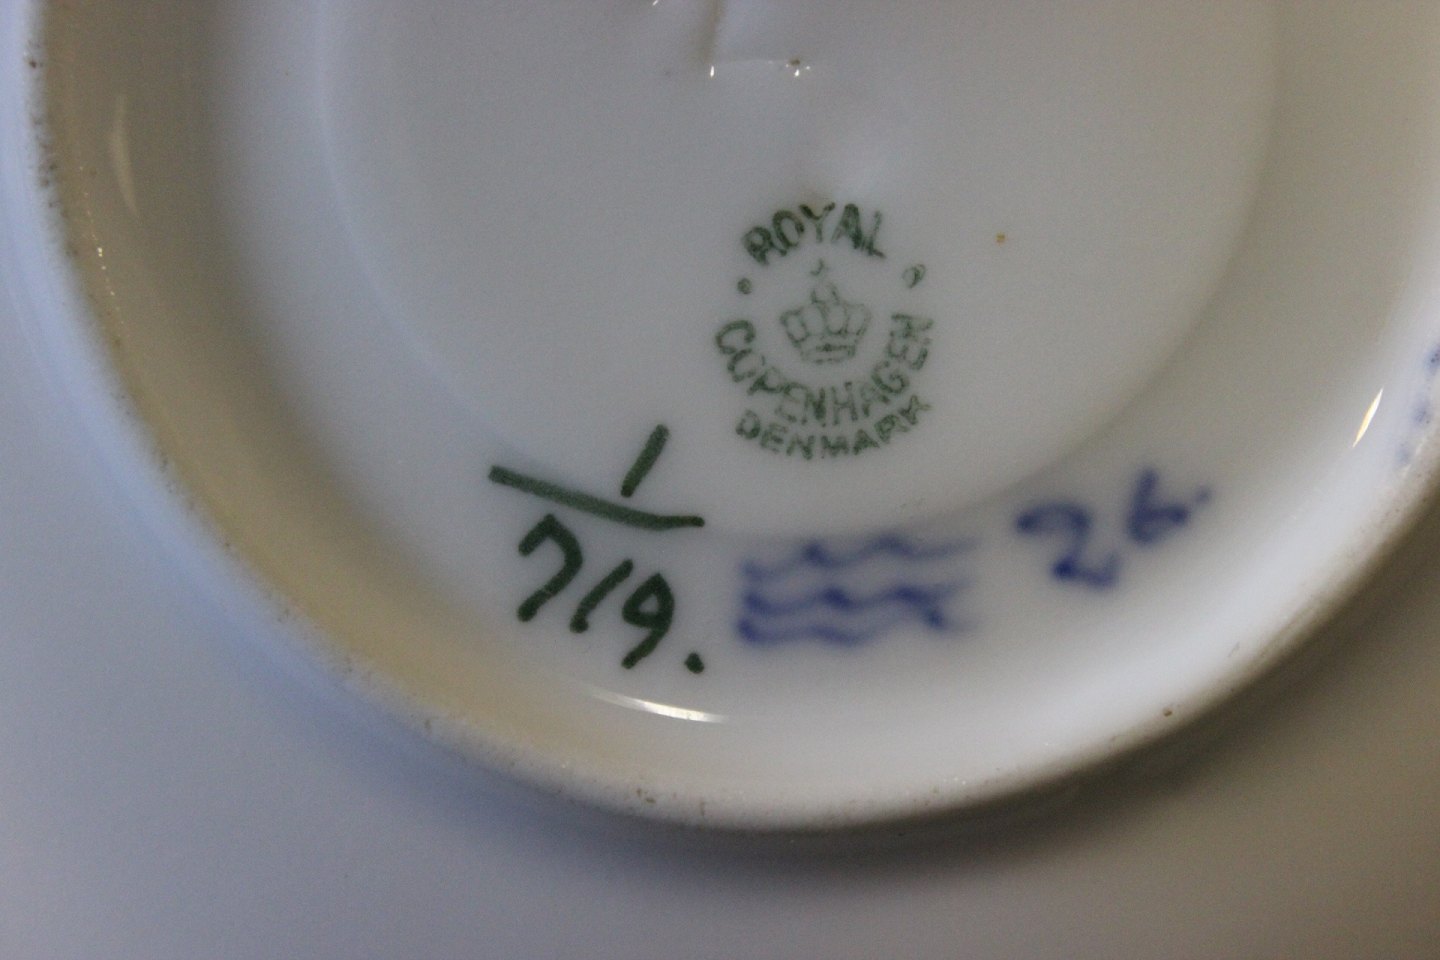 ROYAL
COPENHAGEN
DENMARK
1
719.
26.